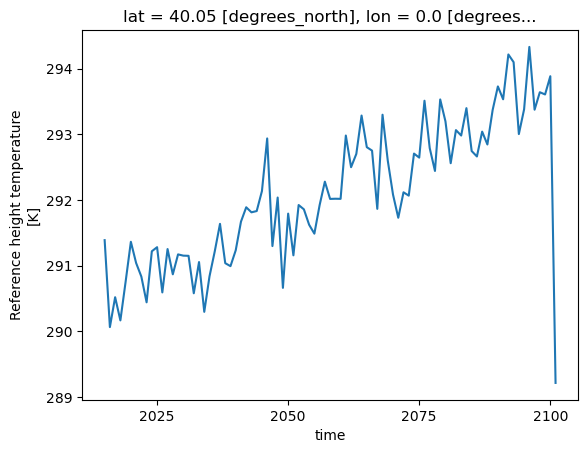 lat = 40.05 [degrees_north], lon = 0.0 [degrees...
294
293
292
291
290
289
Reference height temperature
[K]
2025 2050 2075 2100
time